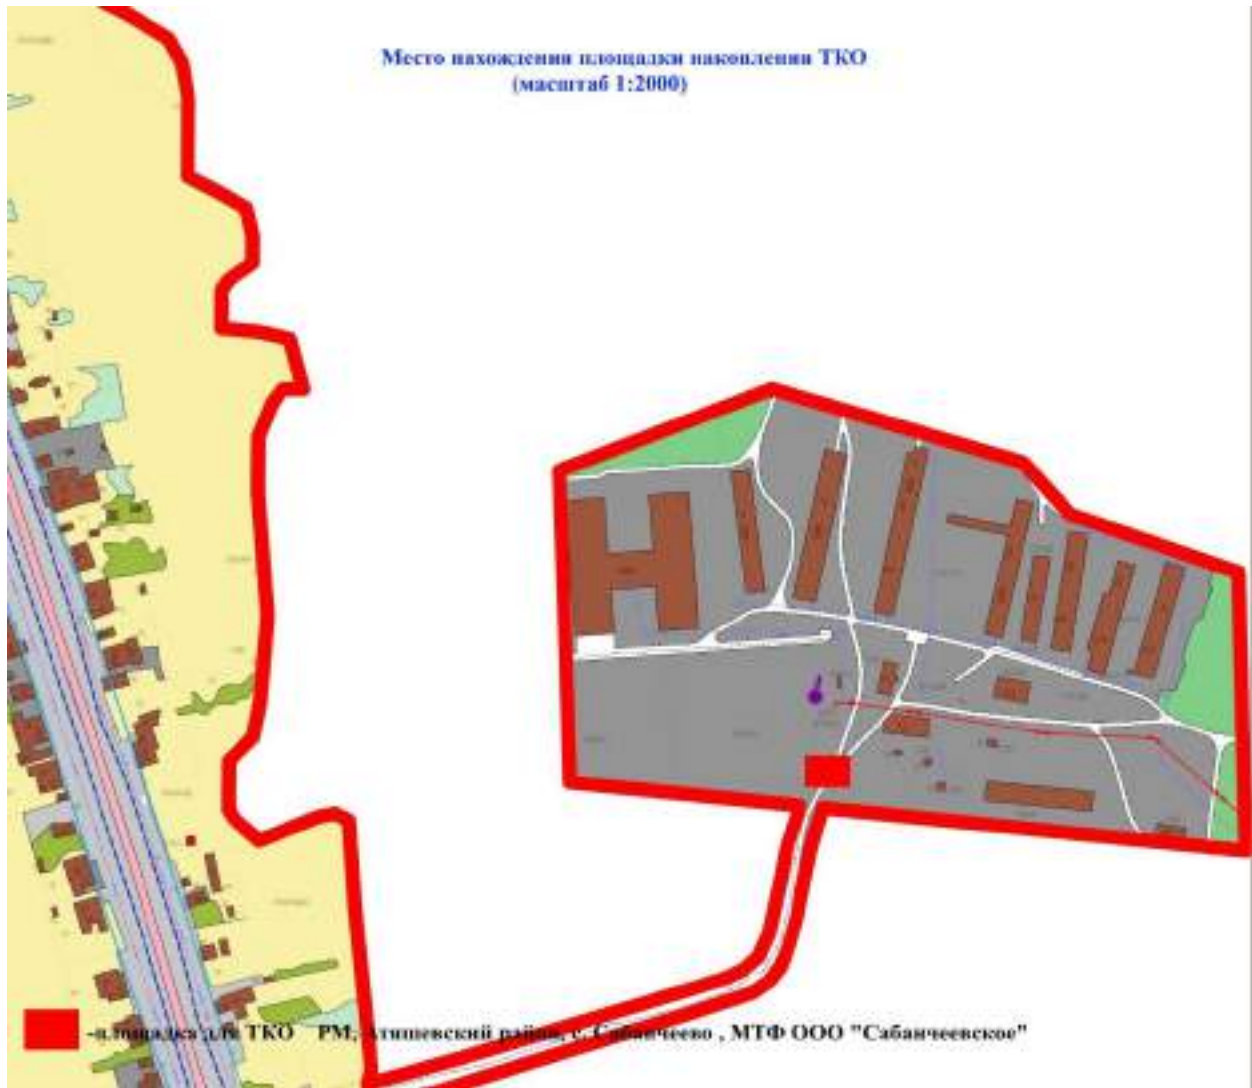 Место нахождения площадки накопления ТКО
(масштаб 1:2000)
-площадка для ТКО РМ, Атяшевский район, с. Сабанчеево , МТФ ООО "Сабанчеевское"